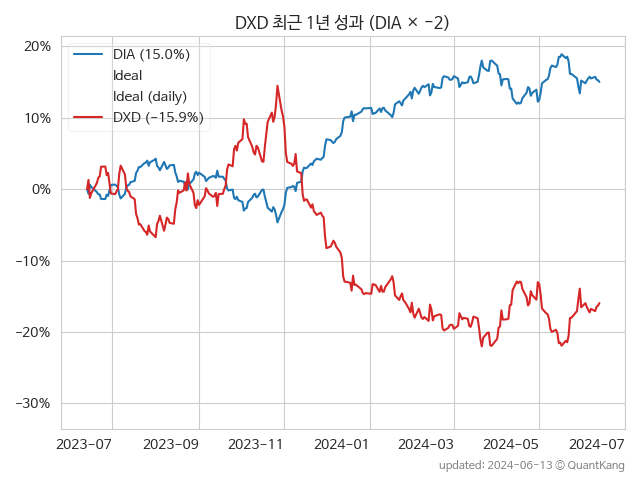 DXD 최근 1년 성과 (DIA × −2)
20%
10%
0%
−10%
−20%
−30%
DIA (15.0%)
Ideal
Ideal (daily)
DXD (−15.9%)
2023-07 2023-09 2023-11 2024-01 2024-03 2024-05 2024-07
updated: 2024-06-13 © QuantKang